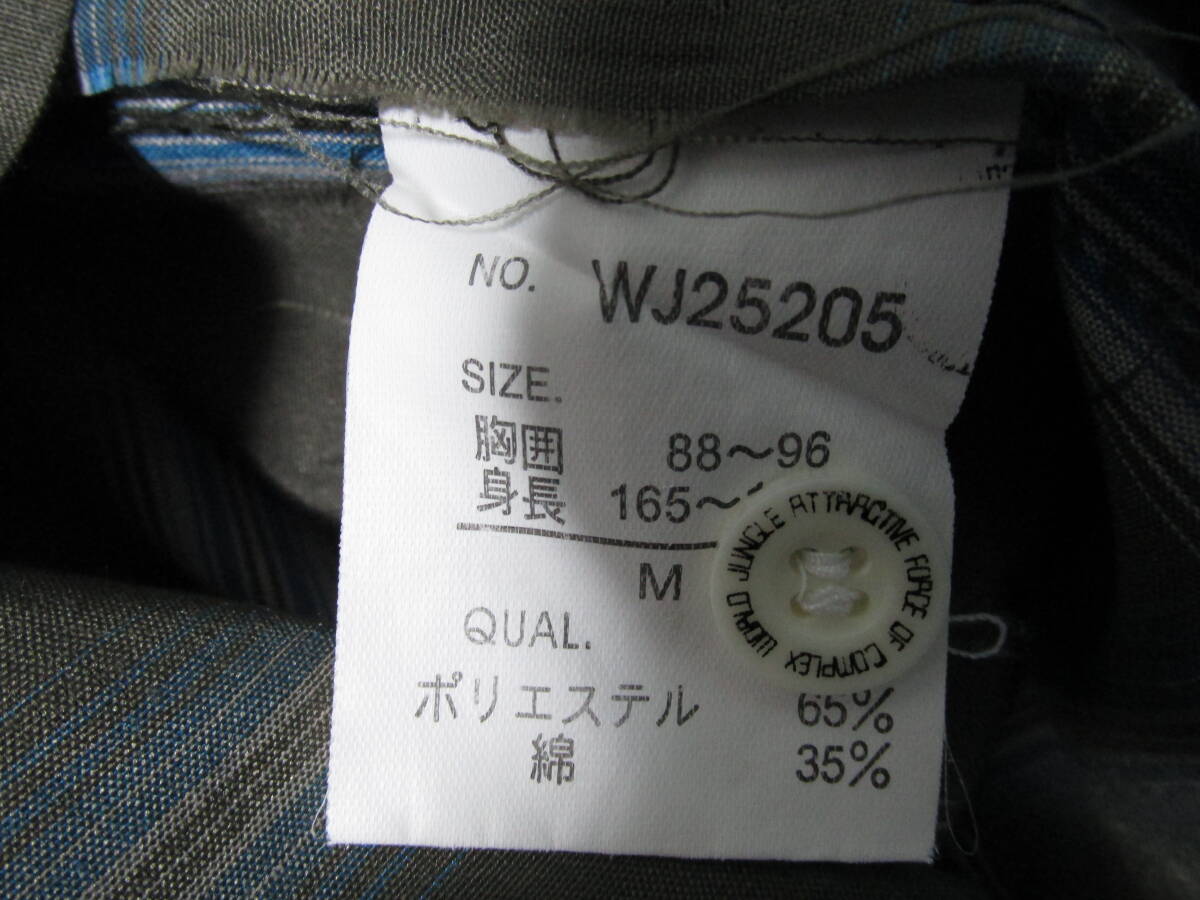 NO. WJ25205
SIZE.
胸囲 88～96
身長 165～
M
QUAL.
ポリエステル 65%
綿 35%
WORLD JUNGLE ATTRACTIVE FORCE OF COMPLEX